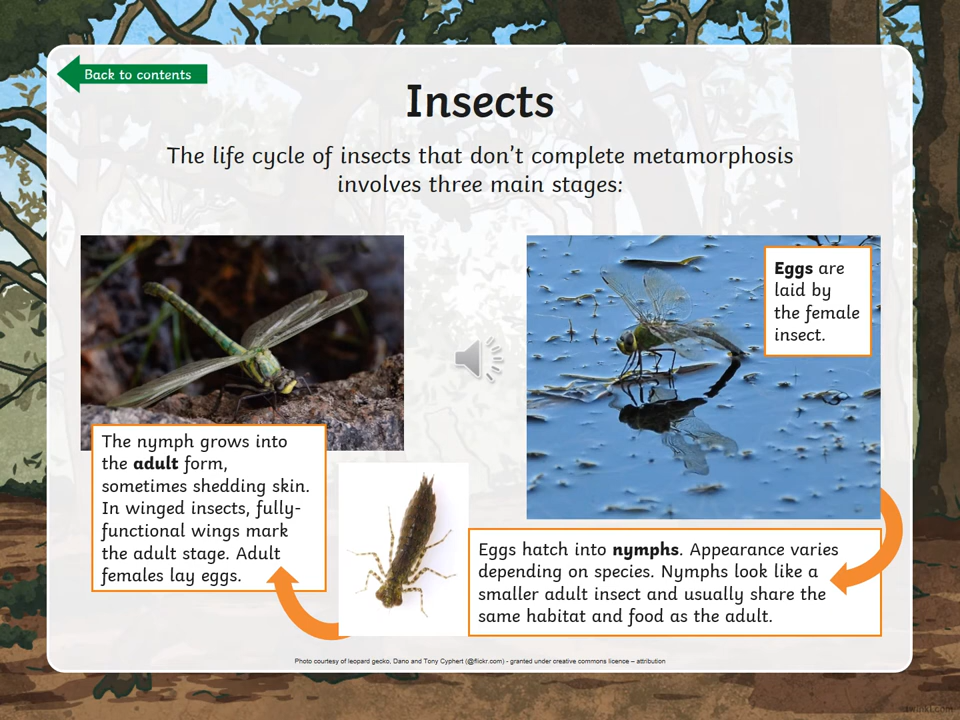 Back to contents
Insects
The life cycle of insects that don't complete metamorphosis
involves three main stages:
Eggs are
laid by
the female
insect.
Eggs hatch into nymphs. Appearance varies
depending on species. Nymphs look like a
smaller adult insect and usually share the
same habitat and food as the adult.
The nymph grows into
the adult form,
sometimes shedding skin.
In winged insects, fully-
functional wings mark
the adult stage. Adult
females lay eggs.
Photo courtesy of leopard gecko, Dano and Tony Cyphert (@flickr.com) - granted under creative commons licence – attribution
twinkl.com